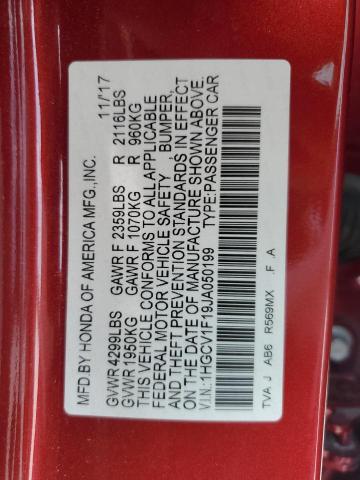 MFD.BY HONDA OF AMERICA MFG.,INC. 11/17
GVWR 4299LBS GAWR F 2359LBS R 2116LBS
GVWR 1950KG GAWR F 1070KG R 960KG
THIS VEHICLE CONFORMS TO ALL APPLICABLE
FEDERAL MOTOR VEHICLE SAFETY , BUMPER,
AND THEFT PREVENTION STANDARDS IN EFFECT
ON THE DATE OF MANUFACTURE SHOWN ABOVE.
V.I.N.:1HGCV1F19JA050199 TYPE:PASSENGER CAR
TVA J AB6 R569MX .F .A